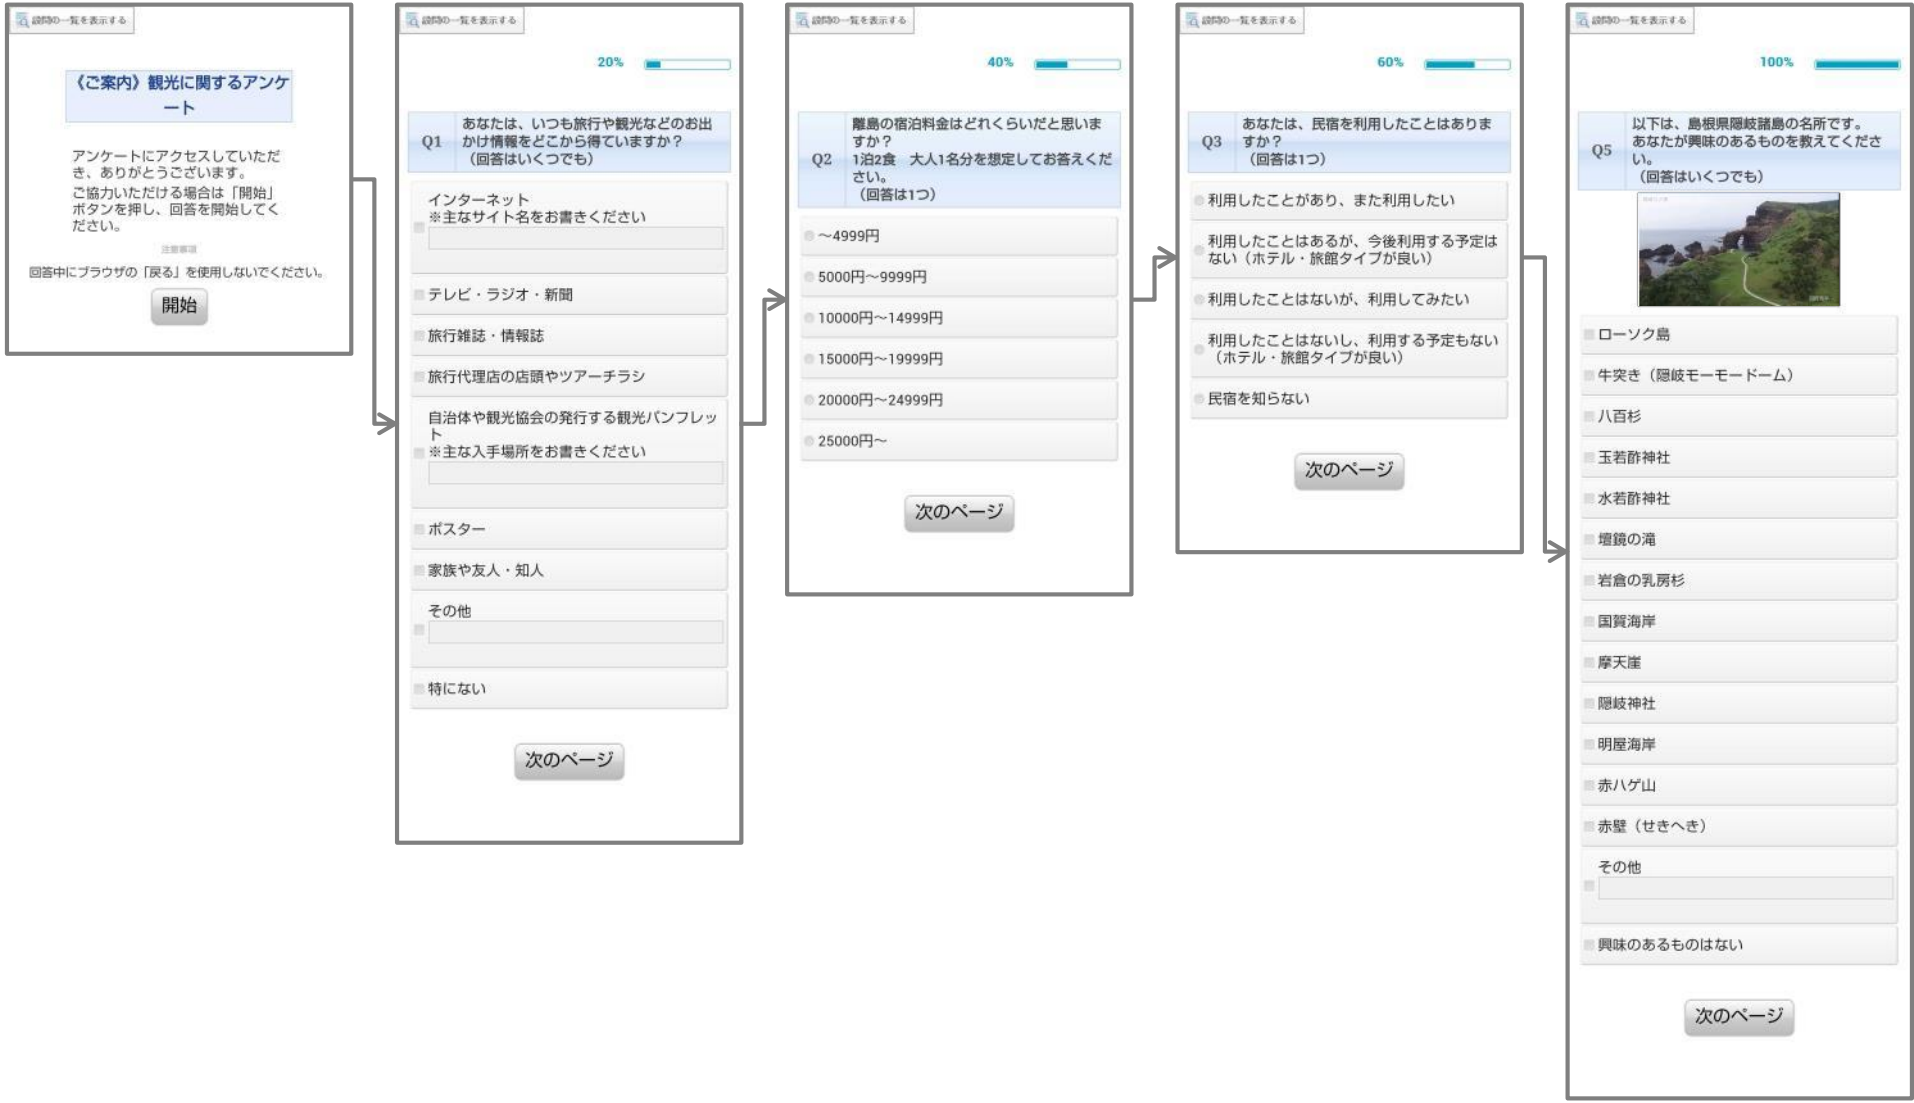 設問の一覧を表示する
《ご案内》観光に関するアンケ
ート
アンケートにアクセスしていただ
き、ありがとうございます。
ご協力いただける場合は「開始」
ボタンを押し、回答を開始してく
ださい。
注意事項
回答中にブラウザの「戻る」を使用しないでください。
開始
設問の一覧を表示する
20%
Q1
あなたは、いつも旅行や観光などのお出
かけ情報をどこから得ていますか？
（回答はいくつでも）
インターネット
※主なサイト名をお書きください
テレビ・ラジオ・新聞
旅行雑誌・情報誌
旅行代理店の店頭やツアーチラシ
自治体や観光協会の発行する観光パンフレッ
ト
※主な入手場所をお書きください
ポスター
家族や友人・知人
その他
特にない
次のページ
設問の一覧を表示する
40%
Q2
離島の宿泊料金はどれくらいだと思いま
すか？
1泊2食　大人1名分を想定してお答えくだ
さい。
（回答は1つ）
～4999円
5000円～9999円
10000円～14999円
15000円～19999円
20000円～24999円
25000円～
次のページ
設問の一覧を表示する
60%
Q3
あなたは、民宿を利用したことはありま
すか？
（回答は1つ）
利用したことがあり、また利用したい
利用したことはあるが、今後利用する予定は
ない（ホテル・旅館タイプが良い）
利用したことはないが、利用してみたい
利用したことはないし、利用する予定もない
（ホテル・旅館タイプが良い）
民宿を知らない
次のページ
設問の一覧を表示する
100%
Q5
以下は、島根県隠岐諸島の名所です。
あなたが興味のあるものを教えてくださ
い。
（回答はいくつでも）
ローソク島
牛突き（隠岐モーモードーム）
八百杉
玉若酢神社
水若酢神社
壇鏡の滝
岩倉の乳房杉
国賀海岸
摩天崖
隠岐神社
明屋海岸
赤ハゲ山
赤壁（せきへき）
その他
興味のあるものはない
次のページ